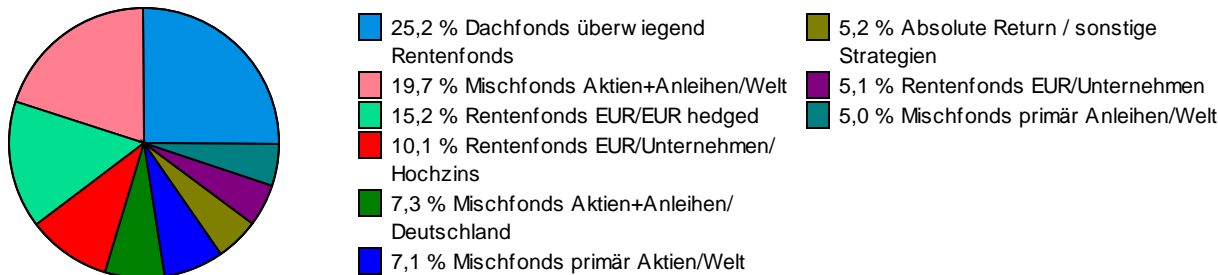 25,2 % Dachfonds überw iegend
Rentenfonds
19,7 % Mischfonds Aktien+Anleihen/Welt
15,2 % Rentenfonds EUR/EUR hedged
10,1 % Rentenfonds EUR/Unternehmen/
Hochzins
7,3 % Mischfonds Aktien+Anleihen/
Deutschland
7,1 % Mischfonds primär Aktien/Welt
5,2 % Absolute Return / sonstige
Strategien
5,1 % Rentenfonds EUR/Unternehmen
5,0 % Mischfonds primär Anleihen/Welt